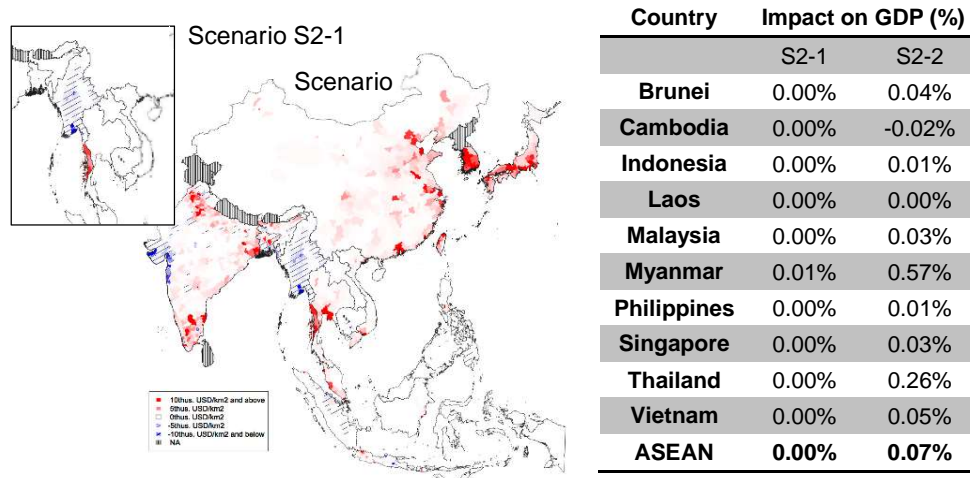 Scenario S2-1
Scenario
10thus. USD/km2 and above
5thus. USD/km2
0thus. USD/km2
-5thus. USD/km2
-10thus. USD/km2 and below
NA
Country Impact on GDP (%)
S2-1 S2-2
Brunei 0.00% 0.04%
Cambodia 0.00% -0.02%
Indonesia 0.00% 0.01%
Laos 0.00% 0.00%
Malaysia 0.00% 0.03%
Myanmar 0.01% 0.57%
Philippines 0.00% 0.01%
Singapore 0.00% 0.03%
Thailand 0.00% 0.26%
Vietnam 0.00% 0.05%
ASEAN 0.00% 0.07%